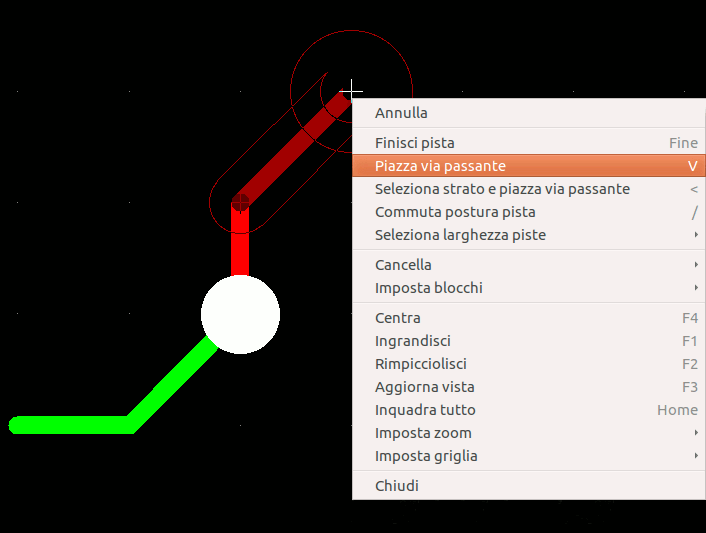 Annulla
Finisci pista Fine
Piazza via passante V
Seleziona strato e piazza via passante <
Commuta postura pista /
Seleziona larghezza piste
Cancella
Imposta blocchi
Centra F4
Ingrandisci F1
Rimpicciolisci F2
Aggiorna vista F3
Inquadra tutto Home
Imposta zoom
Imposta griglia
Chiudi